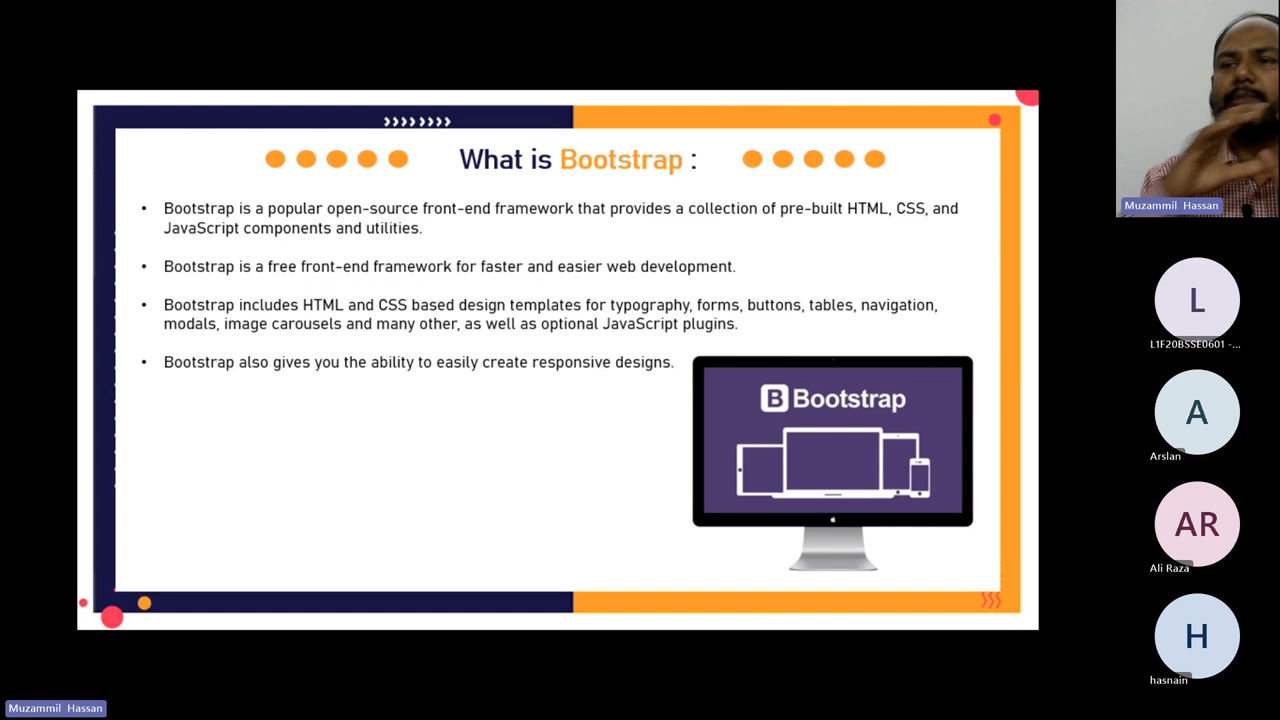 What is Bootstrap :
• Bootstrap is a popular open-source front-end framework that provides a collection of pre-built HTML, CSS, and
JavaScript components and utilities.
• Bootstrap is a free front-end framework for faster and easier web development.
• Bootstrap includes HTML and CSS based design templates for typography, forms, buttons, tables, navigation,
modals, image carousels and many other, as well as optional JavaScript plugins.
• Bootstrap also gives you the ability to easily create responsive designs.
B Bootstrap
Muzammil Hassan
L
L1F20BSSE0601 -...
A
Arslan
AR
Ali Raza
H
hasnain
Muzammil Hassan